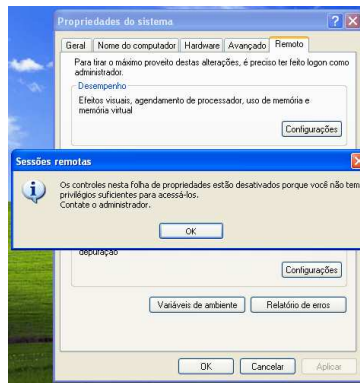 Propriedades do sistema
Geral Nome do computador Hardware Avançado Remoto
Para tirar o máximo proveito destas alterações, é preciso ter feito logon como
administrador.
Desempenho
Efeitos visuais, agendamento de processador, uso de memória e
memória virtual
Configurações
Sessões remotas
Os controles nesta folha de propriedades estão desativados porque você não tem
privilégios suficientes para acessá-los.
Contate o administrador.
OK
depuração
Configurações
Variáveis de ambiente Relatório de erros
OK Cancelar Aplicar